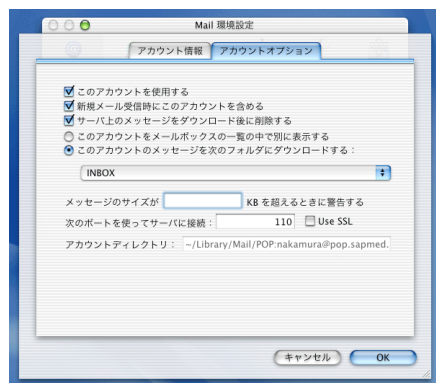 Mail 環境設定
アカウント情報 アカウントオプション
このアカウントを使用する
新規メール受信時にこのアカウントを含める
サーバ上のメッセージをダウンロード後に削除する
このアカウントをメールボックスの一覧の中で別に表示する
このアカウントのメッセージを次のフォルダにダウンロードする：
INBOX
メッセージのサイズが KB を超えるときに警告する
次のポートを使ってサーバに接続： 110 Use SSL
アカウントディレクトリ： ~/Library/Mail/POP:nakamura@pop.sapmed.
キャンセル OK